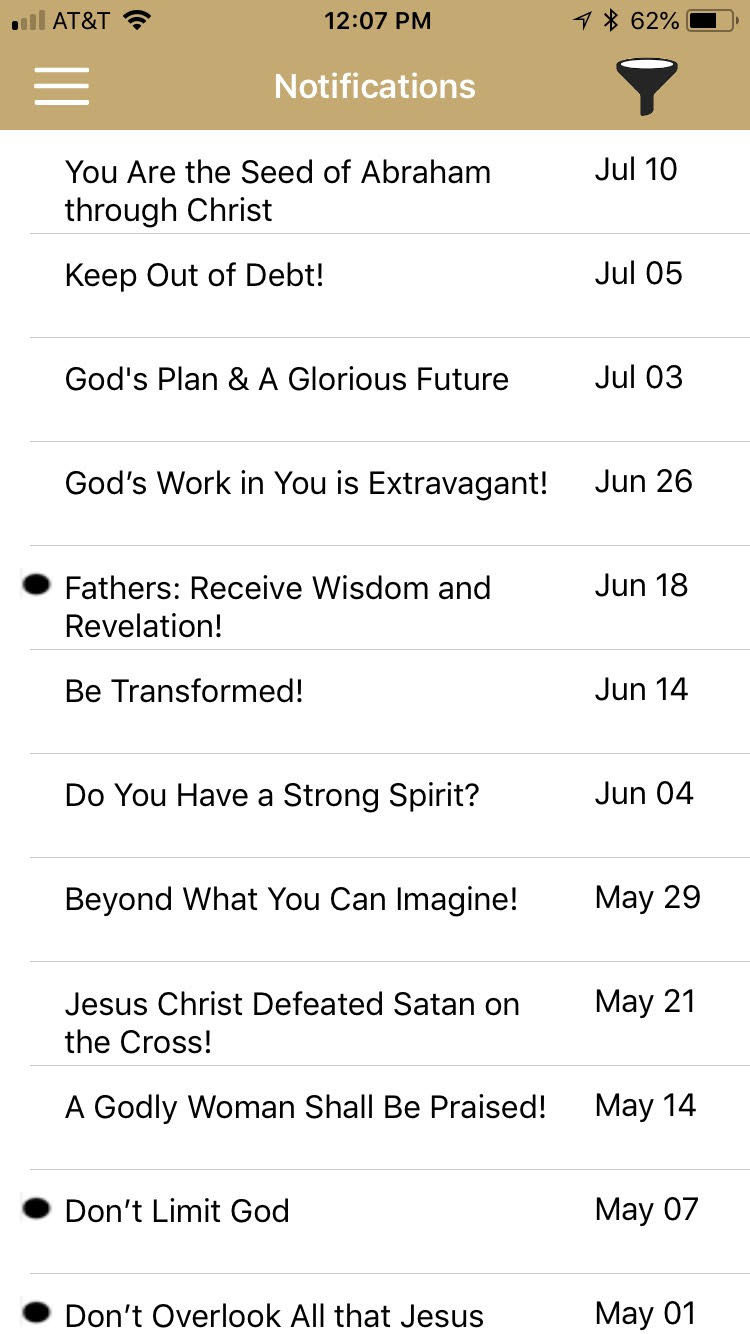 AT&T 12:07 PM 62%
Notifications
You Are the Seed of Abraham Jul 10
through Christ
Keep Out of Debt! Jul 05
God's Plan & A Glorious Future Jul 03
God’s Work in You is Extravagant! Jun 26
Fathers: Receive Wisdom and Jun 18
Revelation!
Be Transformed! Jun 14
Do You Have a Strong Spirit? Jun 04
Beyond What You Can Imagine! May 29
Jesus Christ Defeated Satan on May 21
the Cross!
A Godly Woman Shall Be Praised! May 14
Don’t Limit God May 07
Don’t Overlook All that Jesus May 01